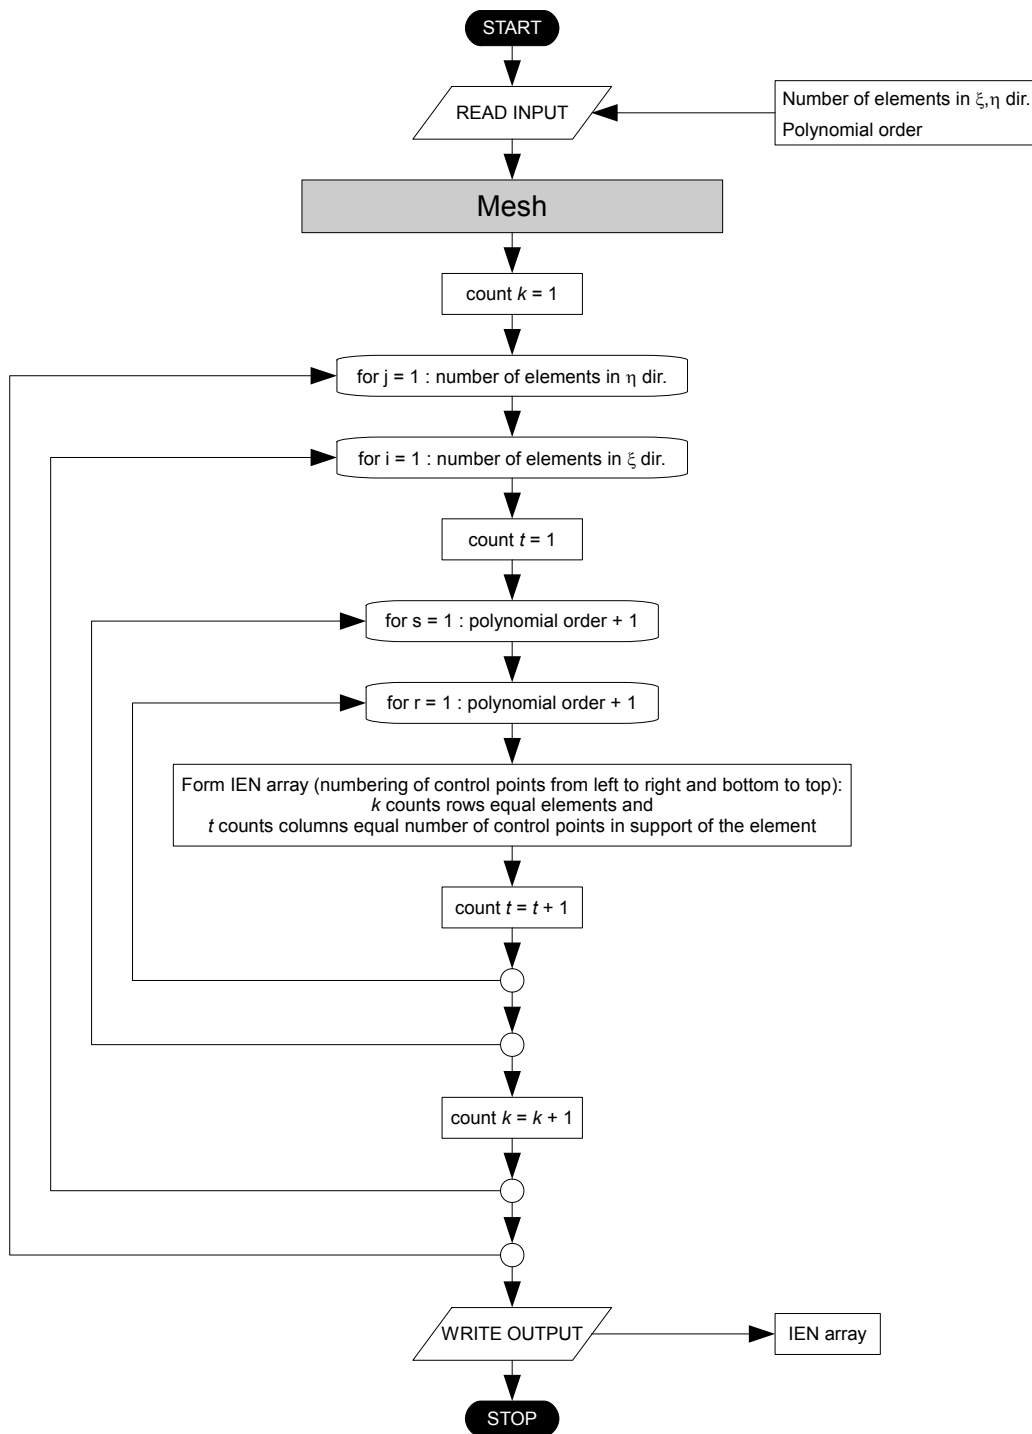 START
READ INPUT
Number of elements in ξ,η dir.
Polynomial order
Mesh
count k = 1
for j = 1 : number of elements in η dir.
for i = 1 : number of elements in ξ dir.
count t = 1
for s = 1 : polynomial order + 1
for r = 1 : polynomial order + 1
Form IEN array (numbering of control points from left to right and bottom to top):
k counts rows equal elements and
t counts columns equal number of control points in support of the element
count t = t + 1
count k = k + 1
WRITE OUTPUT
IEN array
STOP